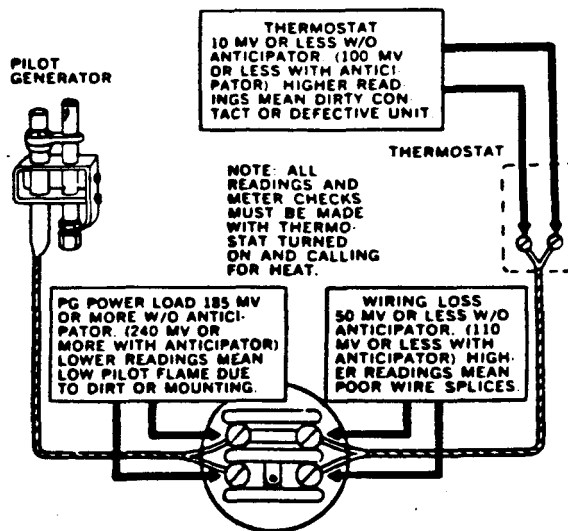 THERMOSTAT
10 MV OR LESS W/O
ANTICIPATOR. (100 MV
OR LESS WITH ANTICI-
PATOR) HIGHER READ-
INGS MEAN DIRTY CON-
TACT OR DEFECTIVE UNIT.
PILOT
GENERATOR
THERMOSTAT
NOTE: ALL
READINGS AND
METER CHECKS
MUST BE MADE
WITH THERMO-
STAT TURNED
ON AND CALLING
FOR HEAT.
PG POWER LOAD 185 MV
OR MORE W/O ANTICI-
PATOR. (240 MV OR
MORE WITH ANTICIPATOR)
LOWER READINGS MEAN
LOW PILOT FLAME DUE
TO DIRT OR MOUNTING.
WIRING LOSS
50 MV OR LESS W/O
ANTICIPATOR. (110
MV OR LESS WITH
ANTICIPATOR) HIGH-
ER READINGS MEAN
POOR WIRE SPLICES.